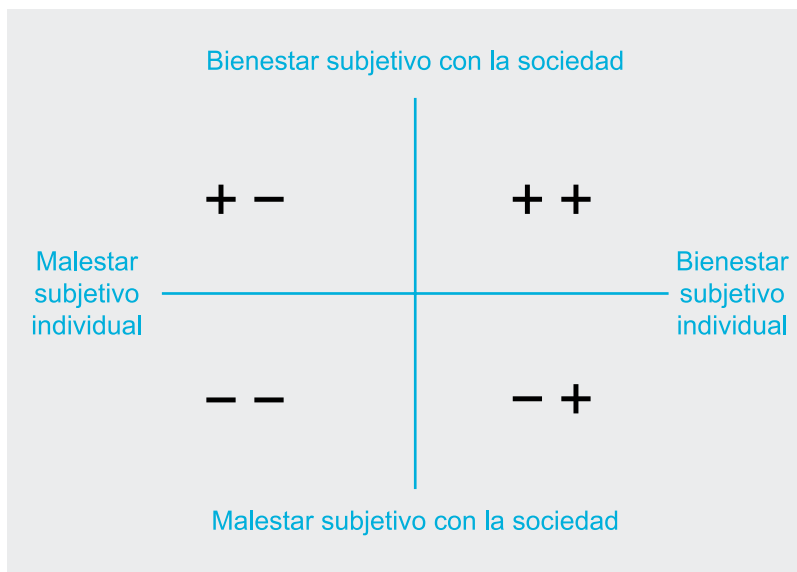 Bienestar subjetivo con la sociedad
+ − + +
Malestar
subjetivo
individual
Bienestar
subjetivo
individual
− − − +
Malestar subjetivo con la sociedad